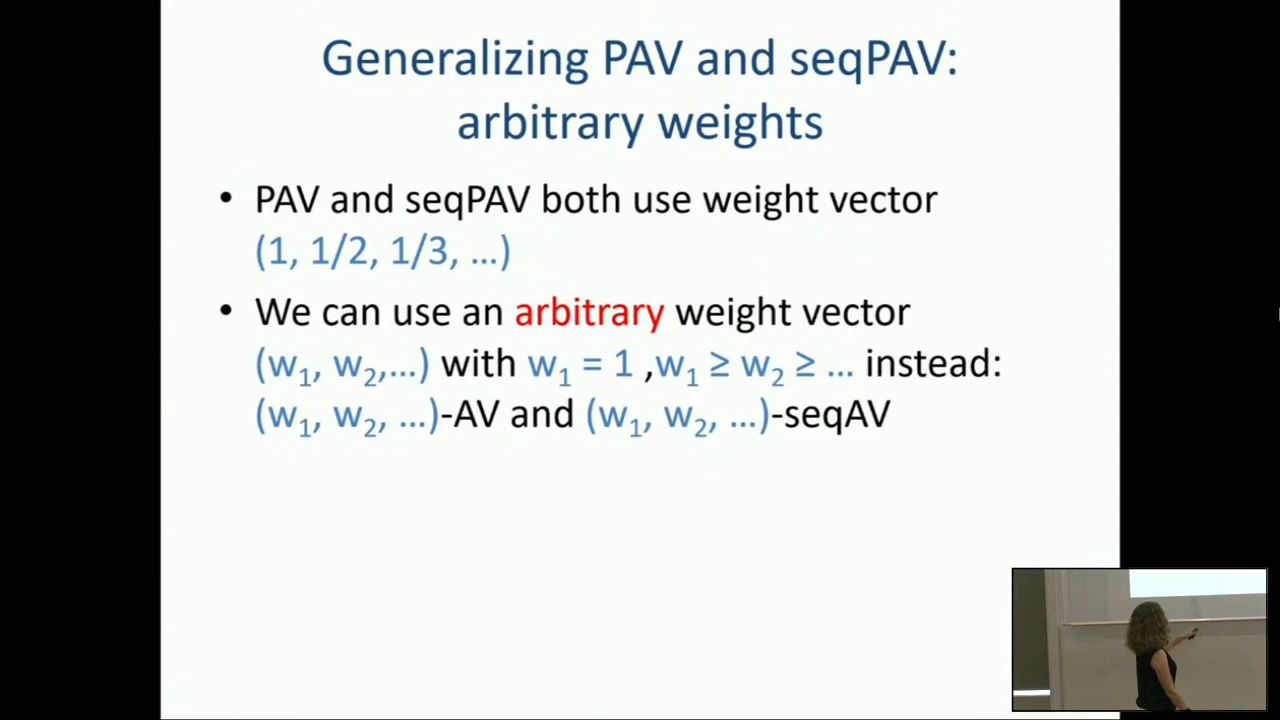 Generalizing PAV and seqPAV:
arbitrary weights
• PAV and seqPAV both use weight vector
(1, 1/2, 1/3, …)
• We can use an arbitrary weight vector
(w₁, w₂,…) with w₁ = 1 ,w₁ ≥ w₂ ≥ … instead:
(w₁, w₂, …)-AV and (w₁, w₂, …)-seqAV